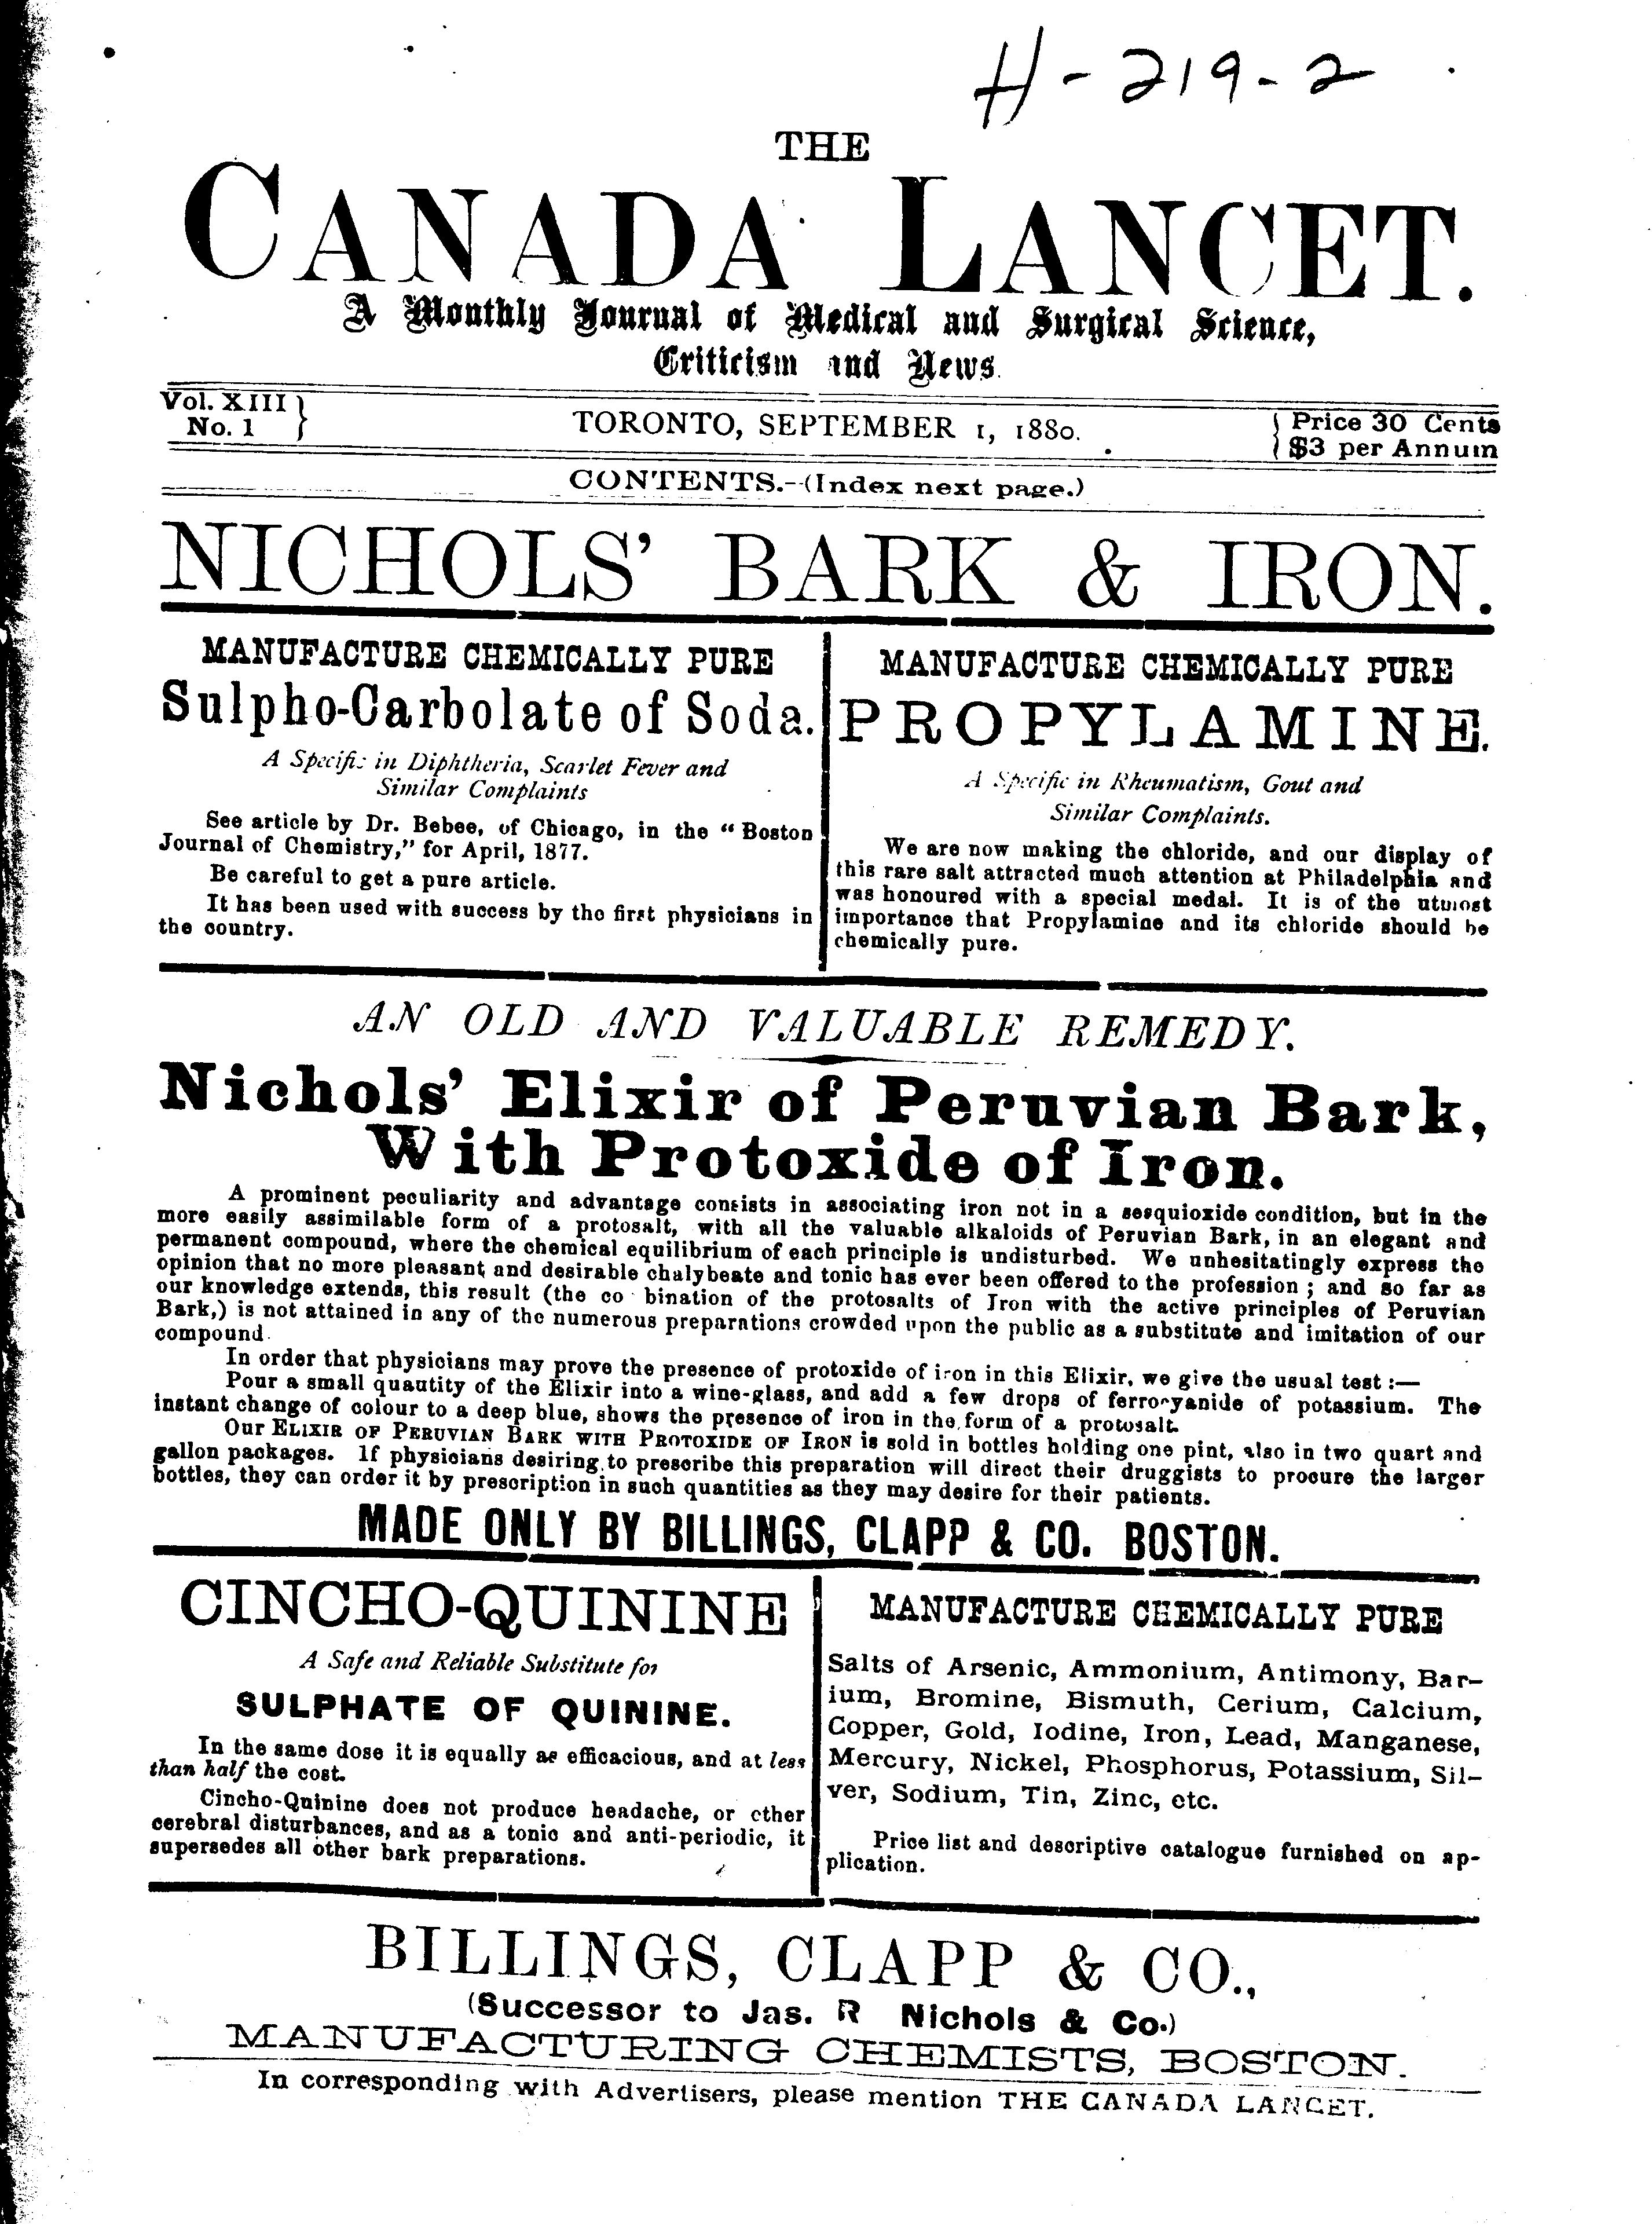 H-219-2
THE
CANADA LANCET.
A Monthly Journal of Medical and Surgical Science,
Criticism and News.
Vol. XIII
No. 1
TORONTO, SEPTEMBER 1, 1880.
Price 30 Cents
$3 per Annum
CONTENTS.--(Index next page.)
NICHOLS' BARK & IRON.
MANUFACTURE CHEMICALLY PURE
Sulpho-Carbolate of Soda.
A Specific in Diphtheria, Scarlet Fever and
Similar Complaints
See article by Dr. Bebee, of Chicago, in the "Boston
Journal of Chemistry," for April, 1877.
Be careful to get a pure article.
It has been used with success by the first physicians in
the country.
MANUFACTURE CHEMICALLY PURE
PROPYLAMINE.
A Specific in Rheumatism, Gout and
Similar Complaints.
We are now making the chloride, and our display of
this rare salt attracted much attention at Philadelphia and
was honoured with a special medal. It is of the utmost
importance that Propylamine and its chloride should be
chemically pure.
AN OLD AND VALUABLE REMEDY.
Nichols' Elixir of Peruvian Bark,
With Protoxide of Iron.
A prominent peculiarity and advantage consists in associating iron not in a sesquioxide condition, but in the
more easily assimilable form of a protosalt, with all the valuable alkaloids of Peruvian Bark, in an elegant and
permanent compound, where the chemical equilibrium of each principle is undisturbed. We unhesitatingly express the
opinion that no more pleasant and desirable chalybeate and tonic has ever been offered to the profession ; and so far as
our knowledge extends, this result (the co bination of the protosalts of Iron with the active principles of Peruvian
Bark,) is not attained in any of the numerous preparations crowded upon the public as a substitute and imitation of our
compound.
In order that physicians may prove the presence of protoxide of iron in this Elixir, we give the usual test :—
Pour a small quantity of the Elixir into a wine-glass, and add a few drops of ferrocyanide of potassium. The
instant change of colour to a deep blue, shows the presence of iron in the form of a protosalt.
Our ELIXIR OF PERUVIAN BARK WITH PROTOXIDE OF IRON is sold in bottles holding one pint, also in two quart and
gallon packages. If physicians desiring to prescribe this preparation will direct their druggists to procure the larger
bottles, they can order it by prescription in such quantities as they may desire for their patients.
MADE ONLY BY BILLINGS, CLAPP & CO. BOSTON.
CINCHO-QUININE
A Safe and Reliable Substitute for
SULPHATE OF QUININE.
In the same dose it is equally as efficacious, and at less
than half the cost.
Cincho-Quinine does not produce headache, or other
cerebral disturbances, and as a tonic and anti-periodic, it
supersedes all other bark preparations.
MANUFACTURE CHEMICALLY PURE
Salts of Arsenic, Ammonium, Antimony, Bar-
ium, Bromine, Bismuth, Cerium, Calcium,
Copper, Gold, Iodine, Iron, Lead, Manganese,
Mercury, Nickel, Phosphorus, Potassium, Sil-
ver, Sodium, Tin, Zinc, etc.
Price list and descriptive catalogue furnished on ap-
plication.
BILLINGS, CLAPP & CO.,
(Successor to Jas. R Nichols & Co.)
MANUFACTURING CHEMISTS, BOSTON.
In corresponding with Advertisers, please mention THE CANADA LANCET.